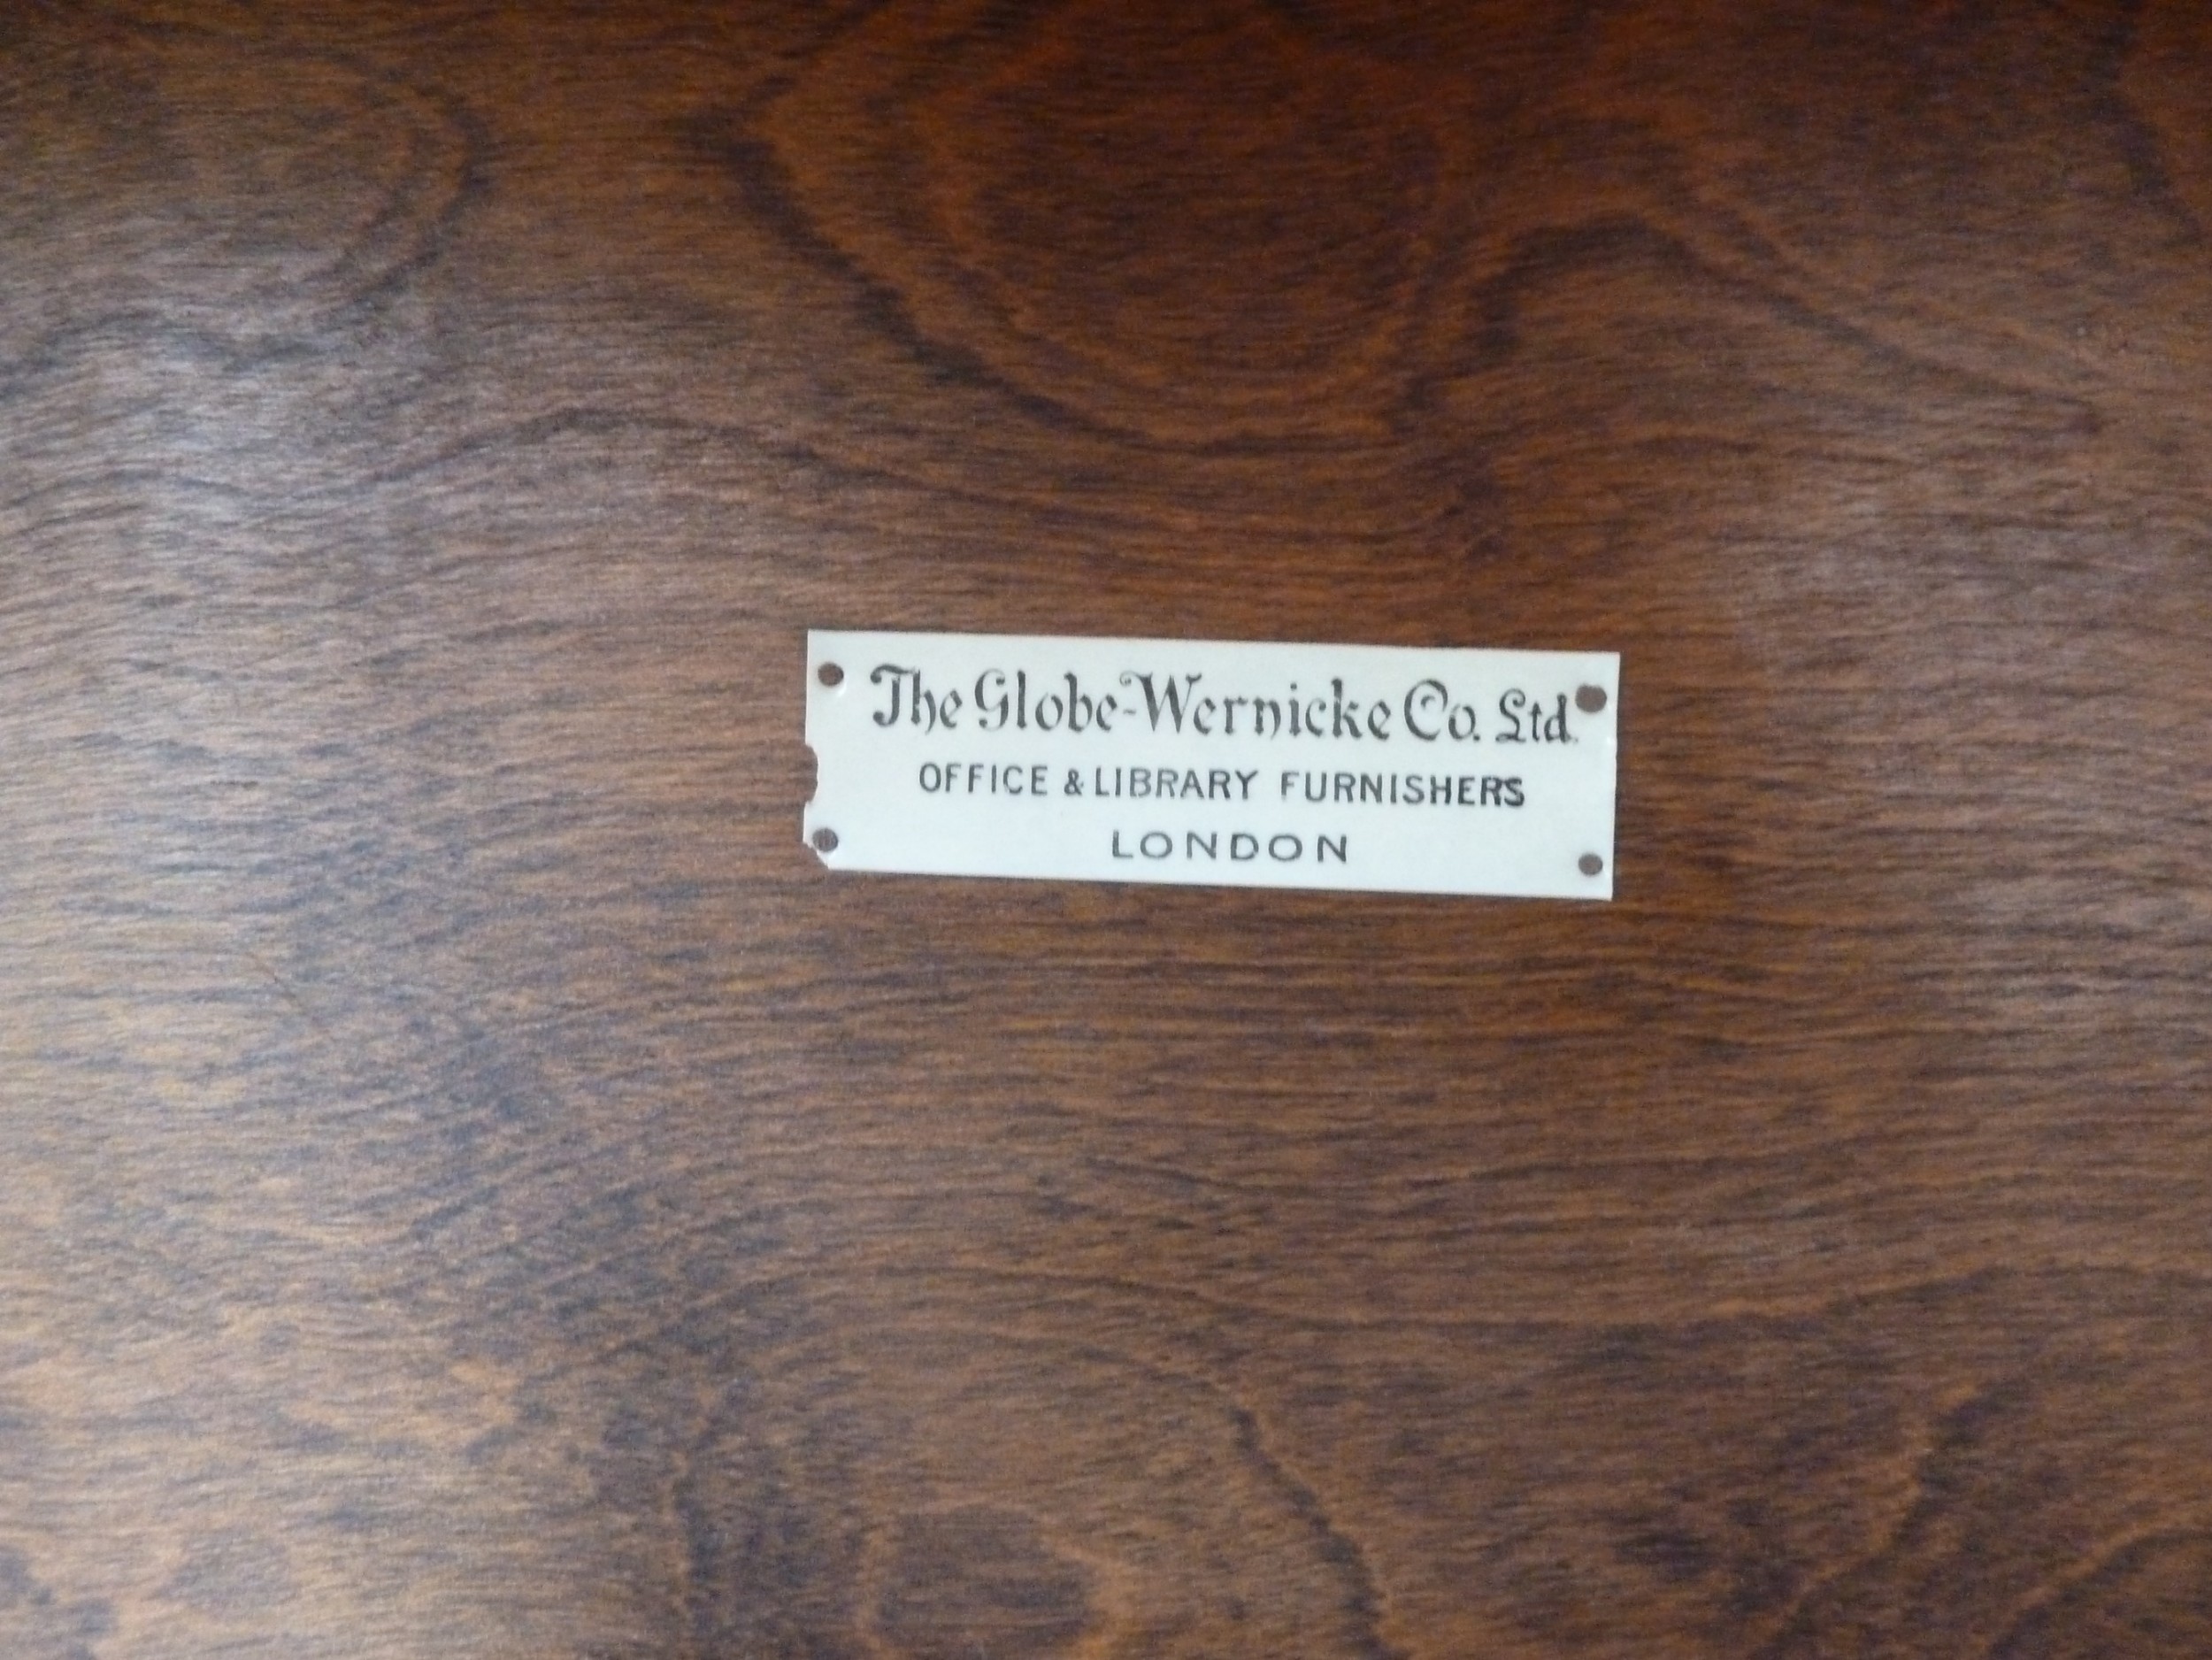 The Globe-Wernicke Co. Ltd.
OFFICE & LIBRARY FURNISHERS
LONDON